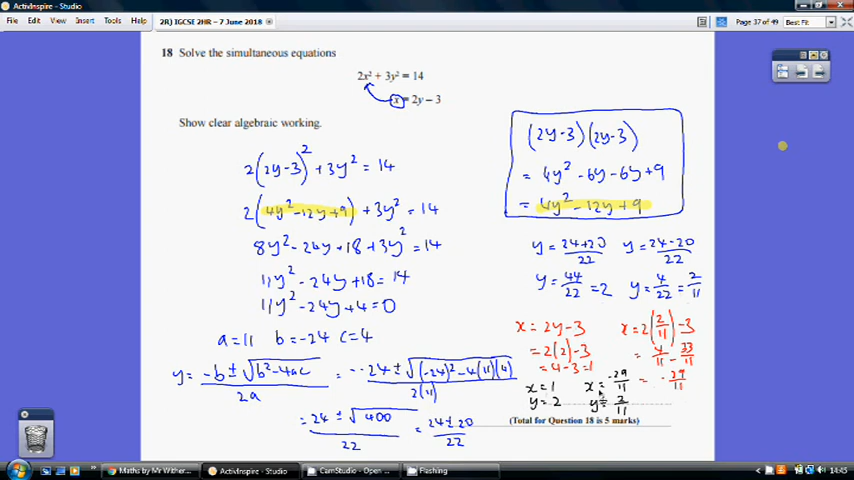 ActivInspire - Studio
File Edit View Insert Tools Help
2R) IGCSE 2HR – 7 June 2018
Page 37 of 49
Best Fit
18 Solve the simultaneous equations
2x² + 3y² = 14
x = 2y – 3
Show clear algebraic working.
2(2y-3)² + 3y² = 14
2(4y²-12y+9) + 3y² = 14
8y² - 24y + 18 + 3y² = 14
11y² - 24y + 18 = 14
11y² - 24y + 4 = 0
a = 11 b = -24 c = 4
y = -b ± √b²-4ac / 2a = --24 ± √(-24)² - 4(11)(4) / 2(11)
= 24 ± √400 / 22 = 24 ± 20 / 22
(2y-3)(2y-3)
= 4y² - 6y - 6y + 9
= 4y² - 12y + 9
y = 24+20 / 22 y = 24-20 / 22
y = 44/22 = 2 y = 4/22 = 2/11
x = 2y - 3 x = 2(2/11) - 3
= 2(2) - 3 = 4/11 - 33/11
= 4 - 3 = 1 = -29/11
x = 1 x = -29/11
y = 2 y = 2/11
(Total for Question 18 is 5 marks)
Maths by Mr Wither... ActivInspire - Studio CamStudio - Open ... Flashing
14:45